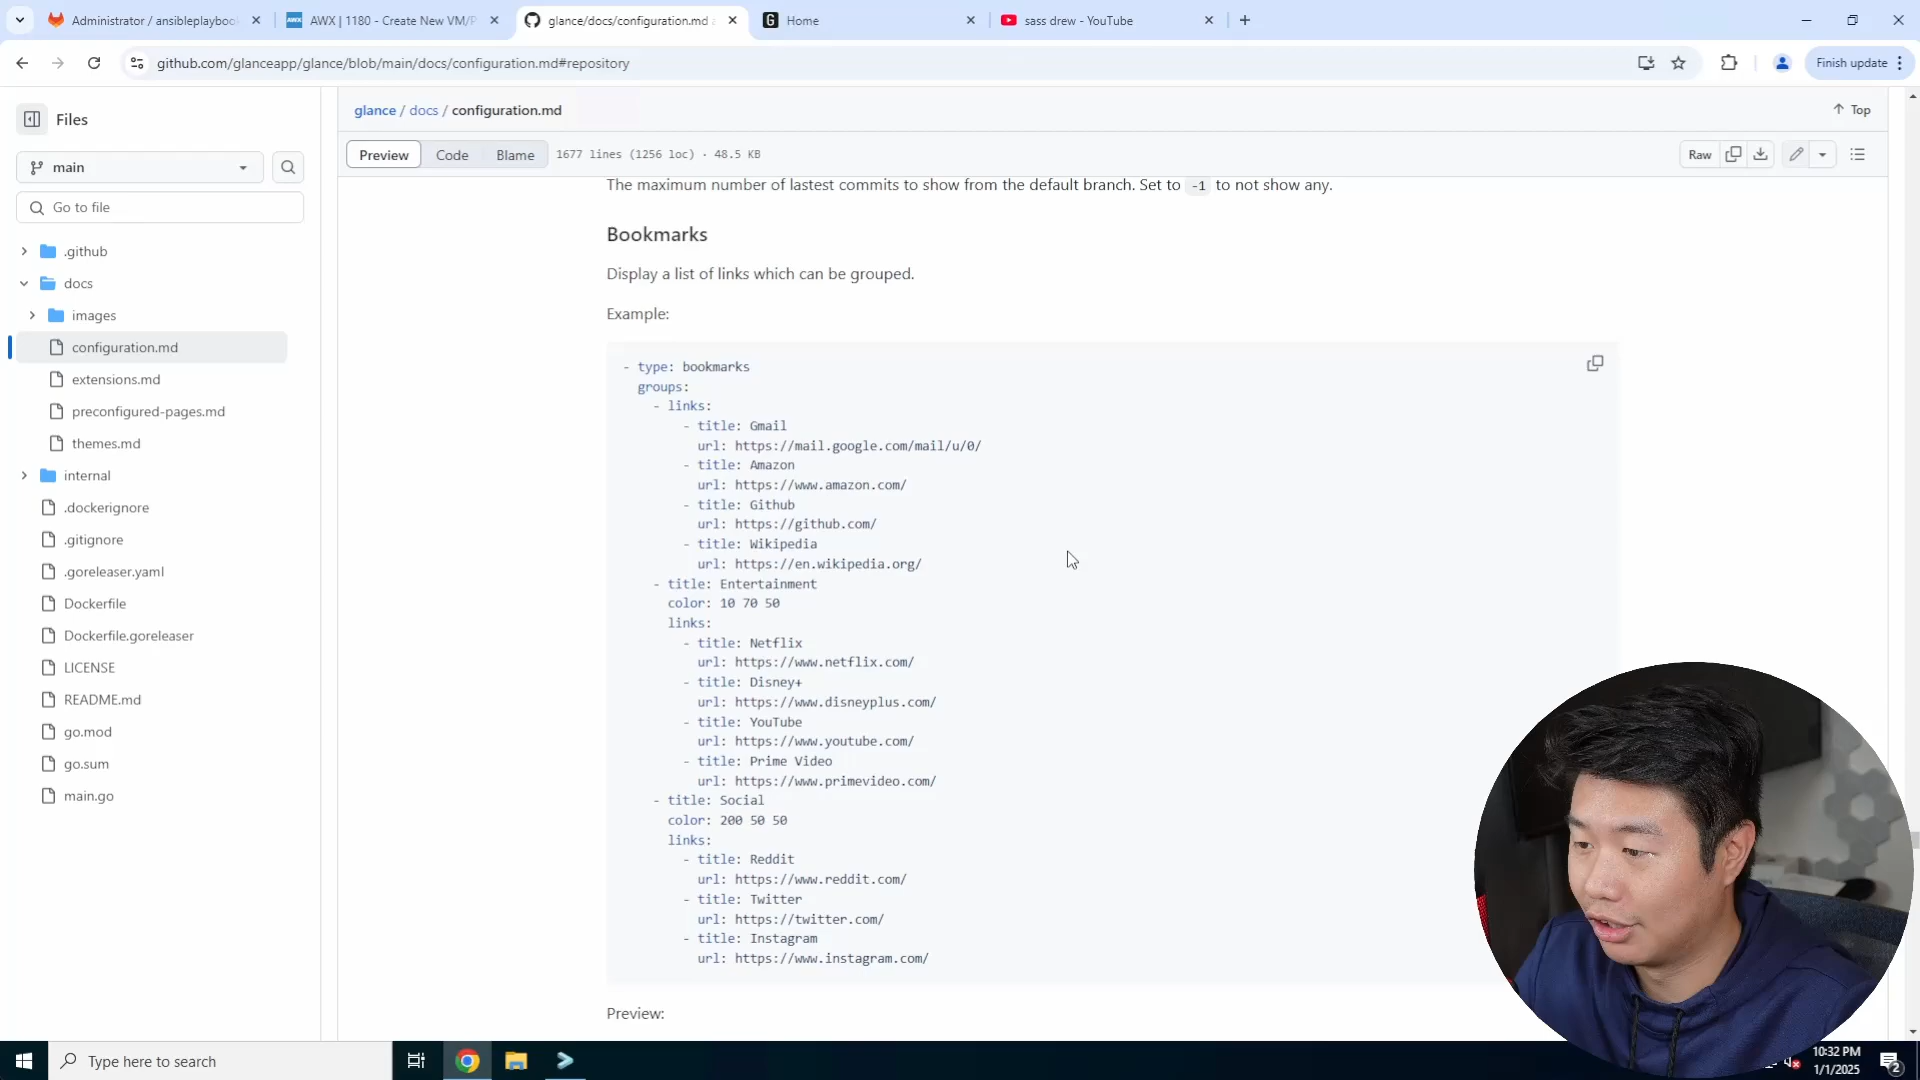 Administrator / ansibleplaybook
AWX | 1180 - Create New VM/P
glance/docs/configuration.md a
Home
sass drew - YouTube
github.com/glanceapp/glance/blob/main/docs/configuration.md#repository
Finish update
Files
glance / docs / configuration.md
Top
main
Preview
Code
Blame
1677 lines (1256 loc) · 48.5 KB
Raw
Go to file
.github
docs
images
configuration.md
extensions.md
preconfigured-pages.md
themes.md
internal
.dockerignore
.gitignore
.goreleaser.yaml
Dockerfile
Dockerfile.goreleaser
LICENSE
README.md
go.mod
go.sum
main.go
The maximum number of lastest commits to show from the default branch. Set to -1 to not show any.
Bookmarks
Display a list of links which can be grouped.
Example:
- type: bookmarks
groups:
- links:
- title: Gmail
url: https://mail.google.com/mail/u/0/
- title: Amazon
url: https://www.amazon.com/
- title: Github
url: https://github.com/
- title: Wikipedia
url: https://en.wikipedia.org/
- title: Entertainment
color: 10 70 50
links:
- title: Netflix
url: https://www.netflix.com/
- title: Disney+
url: https://www.disneyplus.com/
- title: YouTube
url: https://www.youtube.com/
- title: Prime Video
url: https://www.primevideo.com/
- title: Social
color: 200 50 50
links:
- title: Reddit
url: https://www.reddit.com/
- title: Twitter
url: https://twitter.com/
- title: Instagram
url: https://www.instagram.com/
Preview:
Type here to search
10:32 PM
1/1/2025
2